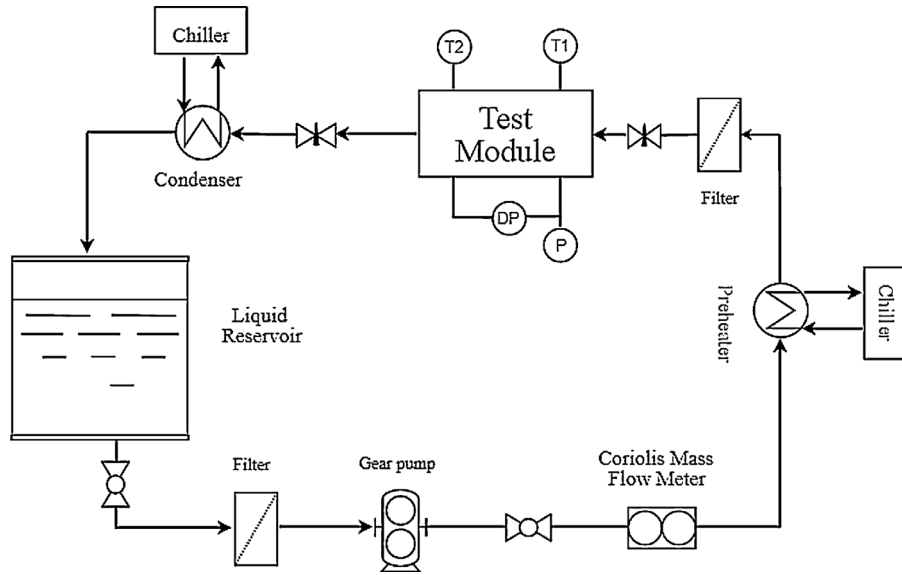 Chiller
T2
T1
Test
Module
Condenser
Filter
DP
P
Liquid
Reservoir
Preheater
Chiller
Filter
Gear pump
Coriolis Mass
Flow Meter